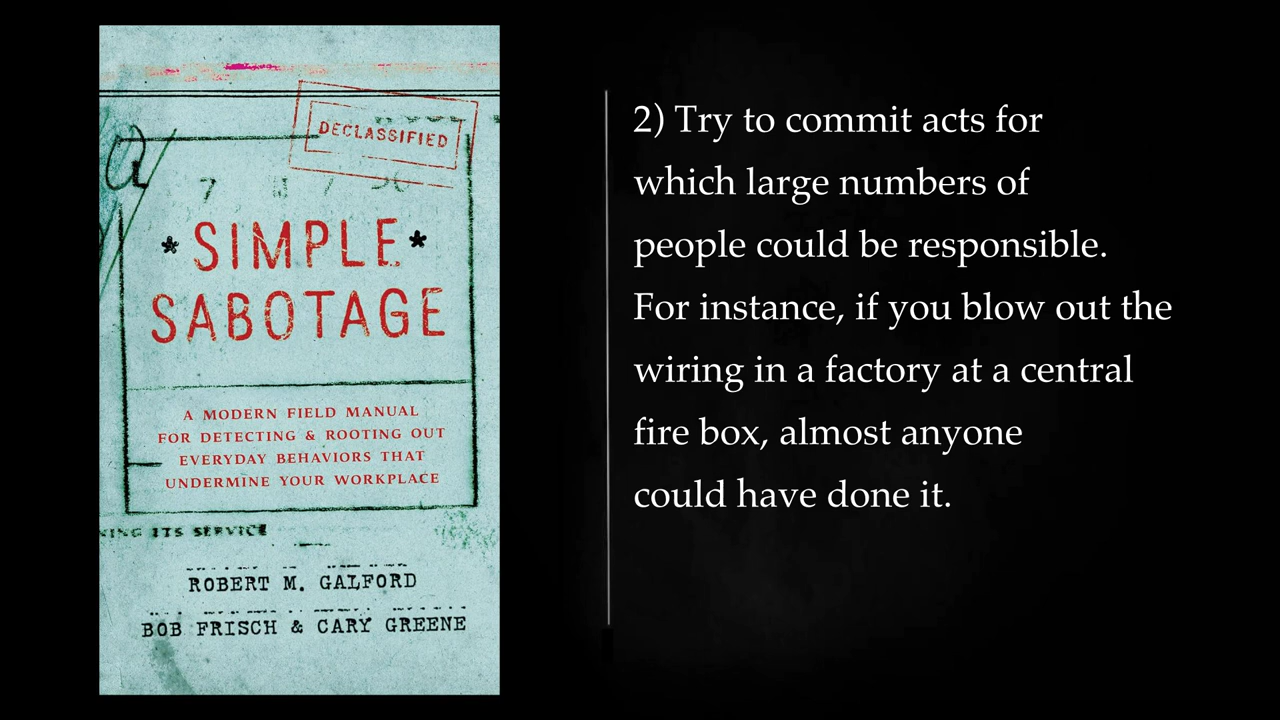 DECLASSIFIED
*SIMPLE*
SABOTAGE
A MODERN FIELD MANUAL
FOR DETECTING & ROOTING OUT
EVERYDAY BEHAVIORS THAT
UNDERMINE YOUR WORKPLACE
ITS SERVICE
ROBERT M. GALFORD
BOB FRISCH & CARY GREENE
2) Try to commit acts for
which large numbers of
people could be responsible.
For instance, if you blow out the
wiring in a factory at a central
fire box, almost anyone
could have done it.